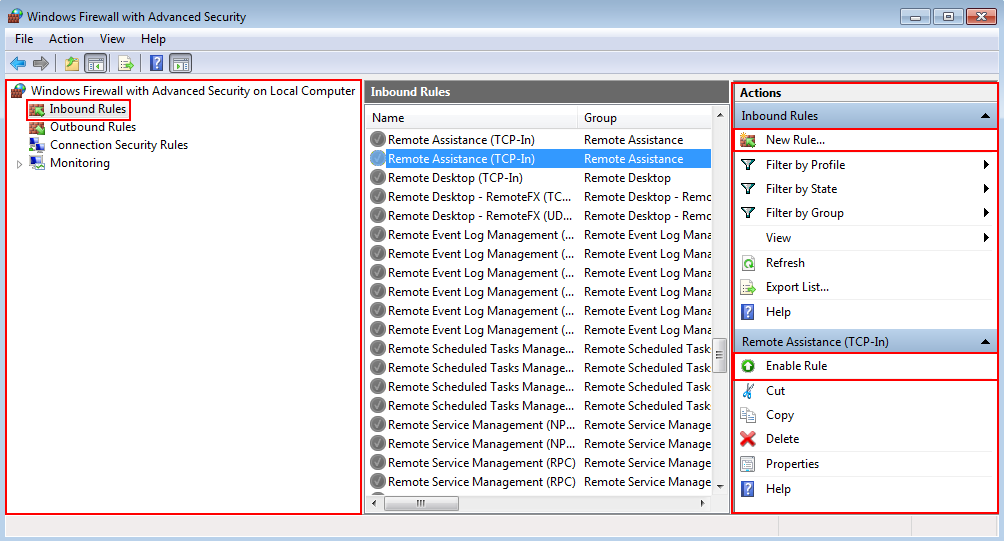 Windows Firewall with Advanced Security
File Action View Help
Windows Firewall with Advanced Security on Local Computer
Inbound Rules
Outbound Rules
Connection Security Rules
Monitoring
Inbound Rules
Name Group
Remote Assistance (TCP-In) Remote Assistance
Remote Assistance (TCP-In) Remote Assistance
Remote Desktop (TCP-In) Remote Desktop
Remote Desktop - RemoteFX (TC... Remote Desktop - Remo
Remote Desktop - RemoteFX (UD... Remote Desktop - Remo
Remote Event Log Management (... Remote Event Log Mana
Remote Event Log Management (... Remote Event Log Mana
Remote Event Log Management (... Remote Event Log Mana
Remote Event Log Management (... Remote Event Log Mana
Remote Event Log Management (... Remote Event Log Mana
Remote Event Log Management (... Remote Event Log Mana
Remote Scheduled Tasks Manage... Remote Scheduled Task
Remote Scheduled Tasks Manage... Remote Scheduled Task
Remote Scheduled Tasks Manage... Remote Scheduled Task
Remote Scheduled Tasks Manage... Remote Scheduled Task
Remote Service Management (NP... Remote Service Manage
Remote Service Management (NP... Remote Service Manage
Remote Service Management (RPC) Remote Service Manage
Remote Service Management (RPC) Remote Service Manage
Actions
Inbound Rules
New Rule...
Filter by Profile
Filter by State
Filter by Group
View
Refresh
Export List...
Help
Remote Assistance (TCP-In)
Enable Rule
Cut
Copy
Delete
Properties
Help